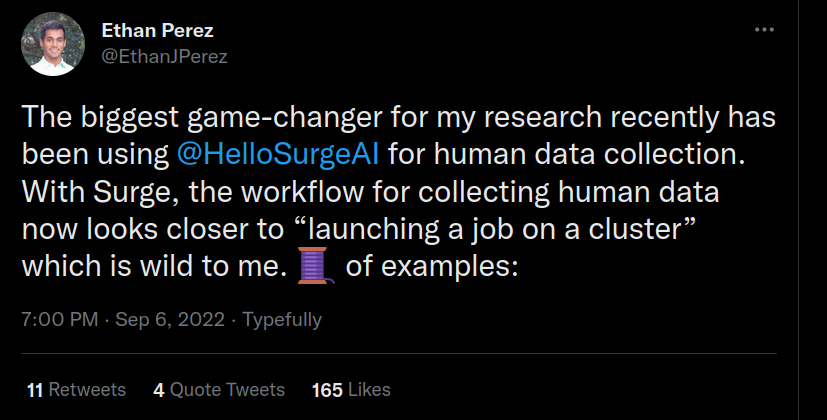 Ethan Perez
@EthanJPerez
The biggest game-changer for my research recently has
been using @HelloSurgeAI for human data collection.
With Surge, the workflow for collecting human data
now looks closer to “launching a job on a cluster”
which is wild to me. 🧵 of examples:
7:00 PM · Sep 6, 2022 · Typefully
11 Retweets 4 Quote Tweets 165 Likes